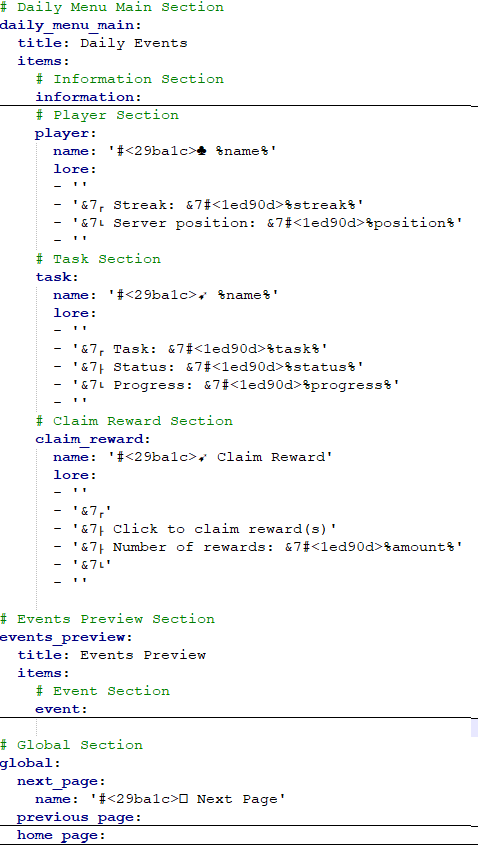 # Daily Menu Main Section
daily_menu_main:
  title: Daily Events
  items:
    # Information Section
    information:
    # Player Section
    player:
      name: '#<29ba1c>♣ %name%'
      lore:
      - ''
      - '&7┌ Streak: &7#<1ed90d>%streak%'
      - '&7└ Server position: &7#<1ed90d>%position%'
      - ''
    # Task Section
    task:
      name: '#<29ba1c>➶ %name%'
      lore:
      - ''
      - '&7┌ Task: &7#<1ed90d>%task%'
      - '&7├ Status: &7#<1ed90d>%status%'
      - '&7└ Progress: &7#<1ed90d>%progress%'
      - ''
    # Claim Reward Section
    claim_reward:
      name: '#<29ba1c>➶ Claim Reward'
      lore:
      - ''
      - '&7┌'
      - '&7├ Click to claim reward(s)'
      - '&7├ Number of rewards: &7#<1ed90d>%amount%'
      - '&7└'
      - ''
# Events Preview Section
events_preview:
  title: Events Preview
  items:
    # Event Section
    event:
# Global Section
global:
  next_page:
    name: '#<29ba1c>□ Next Page'
  previous_page:
  home_page: